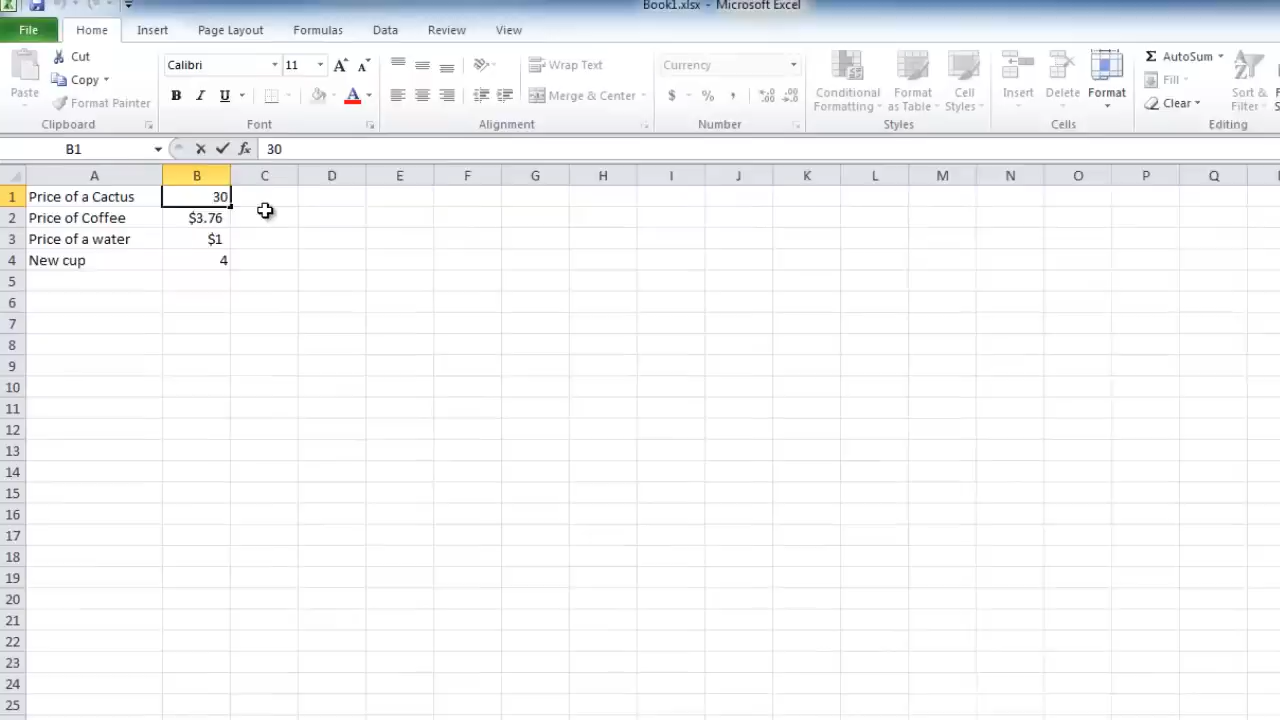 Book1.xlsx - Microsoft Excel
File Home Insert Page Layout Formulas Data Review View
Paste
Cut
Copy
Format Painter
Clipboard
Calibri 11 A A
B I U A
Font
Wrap Text
Merge & Center
Alignment
Currency
$ % ,
Number
Conditional Formatting
Format as Table
Cell Styles
Styles
Insert Delete Format
Cells
Σ AutoSum
Fill
Clear
Sort & Filter
Editing
B1 fx 30
A B C D E F G H I J K L M N O P Q
1 Price of a Cactus 30
2 Price of Coffee $3.76
3 Price of a water $1
4 New cup 4
5
6
7
8
9
10
11
12
13
14
15
16
17
18
19
20
21
22
23
24
25